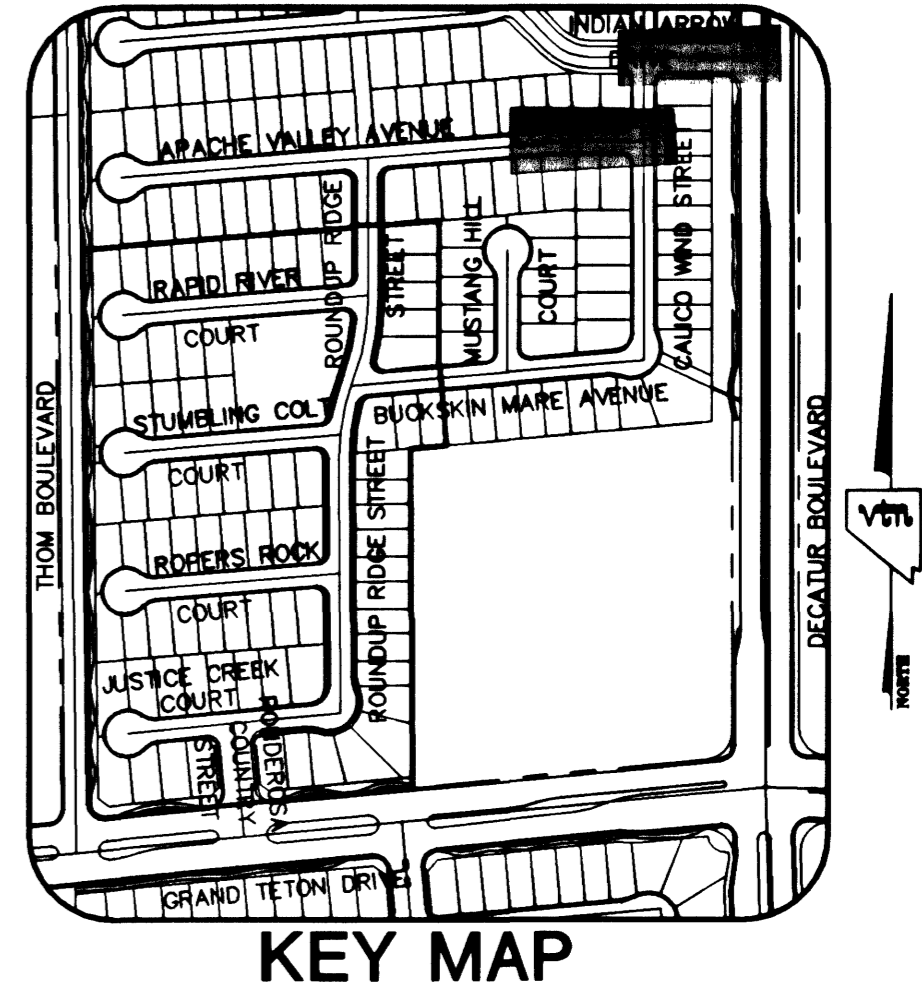 INDIAN ARROW
APACHE VALLEY AVENUE
ROUNDUP RIDGE
STREET
MUSTANG HILL
COURT
CALICO WIND STREET
RAPID RIVER
COURT
STUMBLING COLT
COURT
BUCKSKIN MARE AVENUE
THOM BOULEVARD
DECATUR BOULEVARD
vtn
NORTH
ROPERS ROCK
COURT
ROUNDUP RIDGE STREET
JUSTICE CREEK
COURT
PONDEROSA
COUNTRY
STREET
GRAND TETON DRIVE
KEY MAP